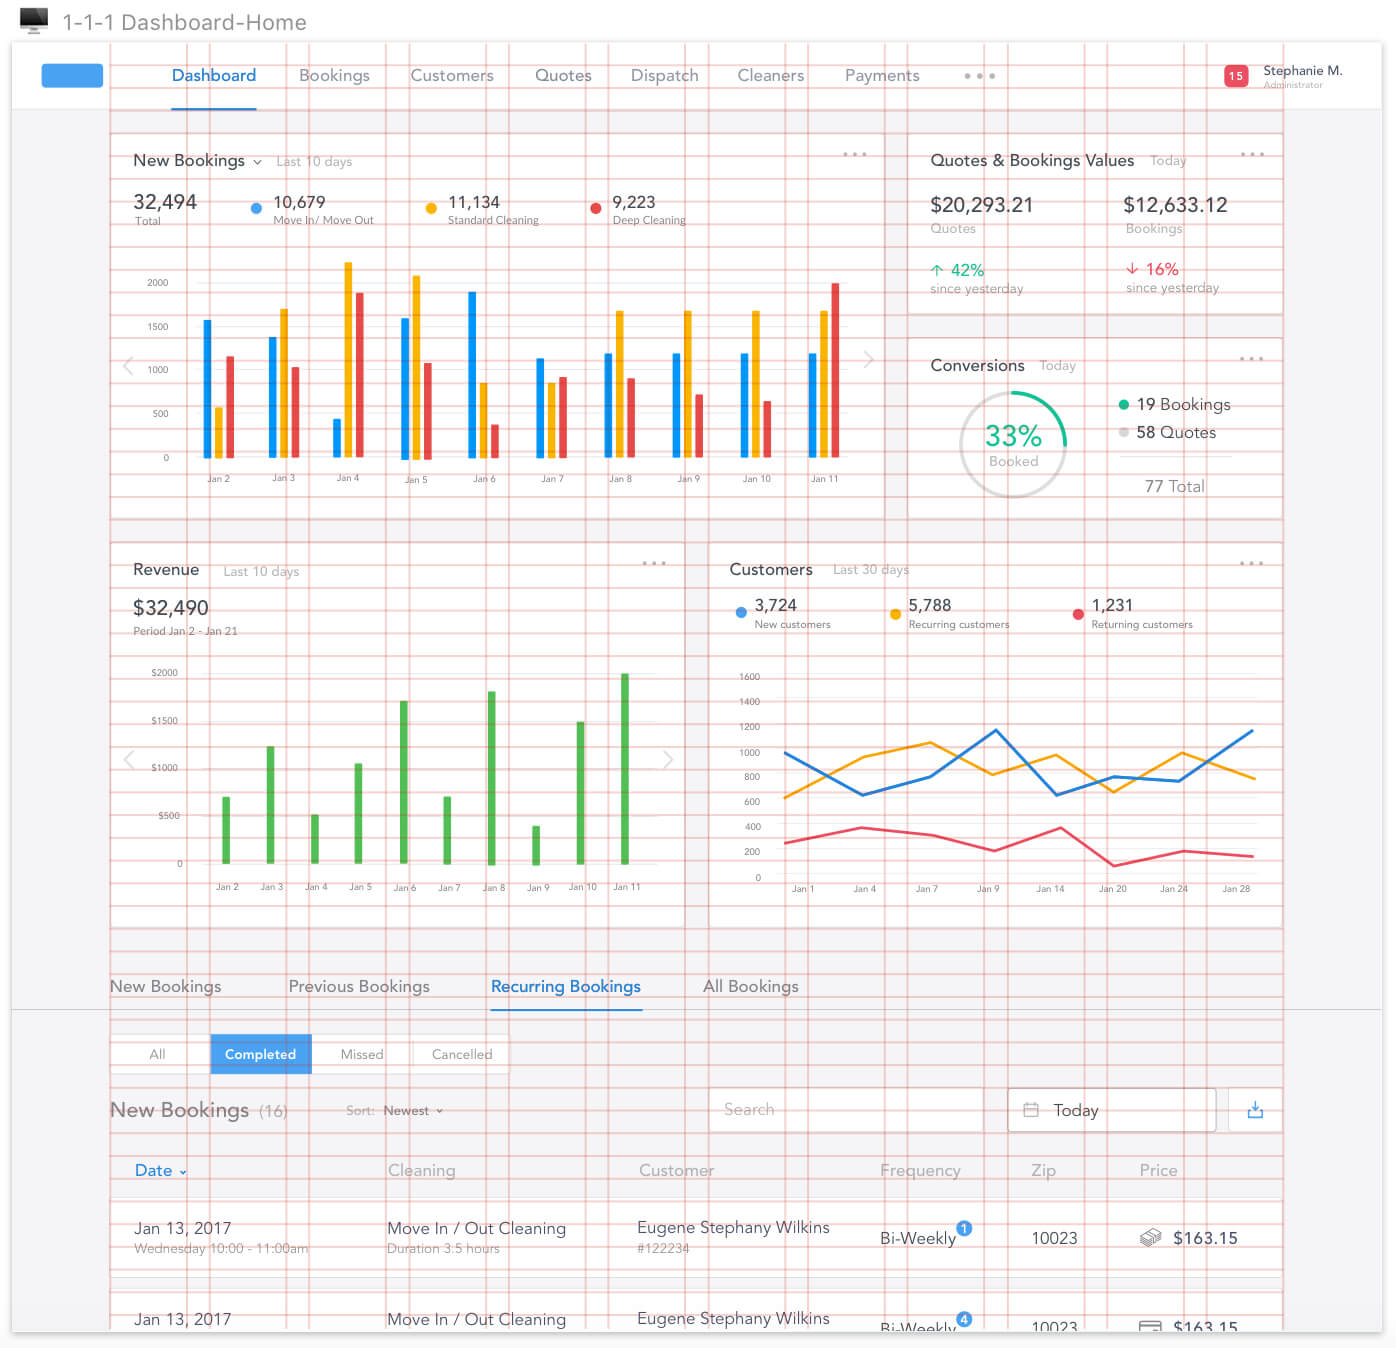 1-1-1 Dashboard-Home
Dashboard Bookings Customers Quotes Dispatch Cleaners Payments
15
Stephanie M.
Administrator
New Bookings Last 10 days
32,494
Total
10,679
Move In/ Move Out
11,134
Standard Cleaning
9,223
Deep Cleaning
2000
1500
1000
500
0
Jan 2 Jan 3 Jan 4 Jan 5 Jan 6 Jan 7 Jan 8 Jan 9 Jan 10 Jan 11
Quotes & Bookings Values Today
$20,293.21 $12,633.12
Quotes Bookings
42% 16%
since yesterday since yesterday
Conversions Today
33%
Booked
19 Bookings
58 Quotes
77 Total
Revenue Last 10 days
$32,490
Period Jan 2 - Jan 21
$2000
$1500
$1000
$500
0
Jan 2 Jan 3 Jan 4 Jan 5 Jan 6 Jan 7 Jan 8 Jan 9 Jan 10 Jan 11
Customers Last 30 days
3,724
New customers
5,788
Recurring customers
1,231
Returning customers
1600
1400
1200
1000
800
600
400
200
0
Jan 1 Jan 4 Jan 7 Jan 9 Jan 14 Jan 20 Jan 24 Jan 28
New Bookings Previous Bookings Recurring Bookings All Bookings
All Completed Missed Cancelled
New Bookings (16) Sort: Newest Search Today
Date Cleaning Customer Frequency Zip Price
Jan 13, 2017 Move In / Out Cleaning Eugene Stephany Wilkins
Bi-Weekly 1 10023 $163.15
Wednesday 10:00 - 11:00am Duration 3.5 hours #122234
Jan 13, 2017 Move In / Out Cleaning Eugene Stephany Wilkins
Bi-Weekly 4 10023 $163.15